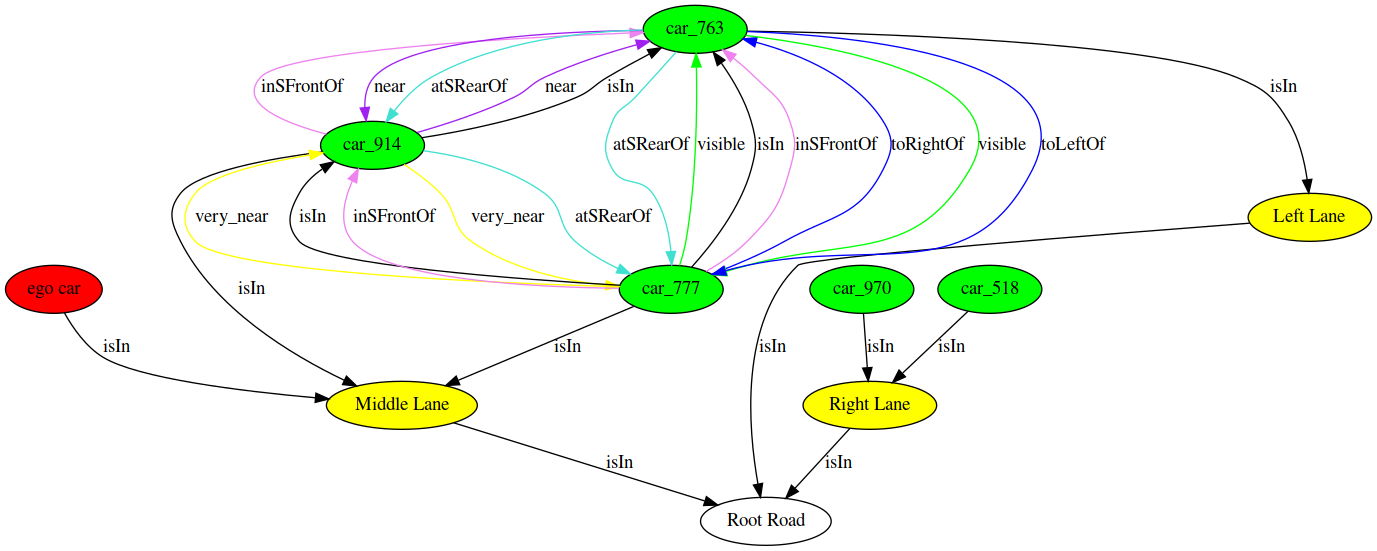 car_763
inSFrontOf near atSRearOf near isIn isIn
car_914 atSRearOf visible isIn inSFrontOf toRightOf visible toLeftOf
very_near isIn inSFrontOf very_near atSRearOf Left Lane
ego car isIn car_777 car_970 car_518
isIn isIn isIn isIn isIn
Middle Lane Right Lane
isIn isIn
Root Road